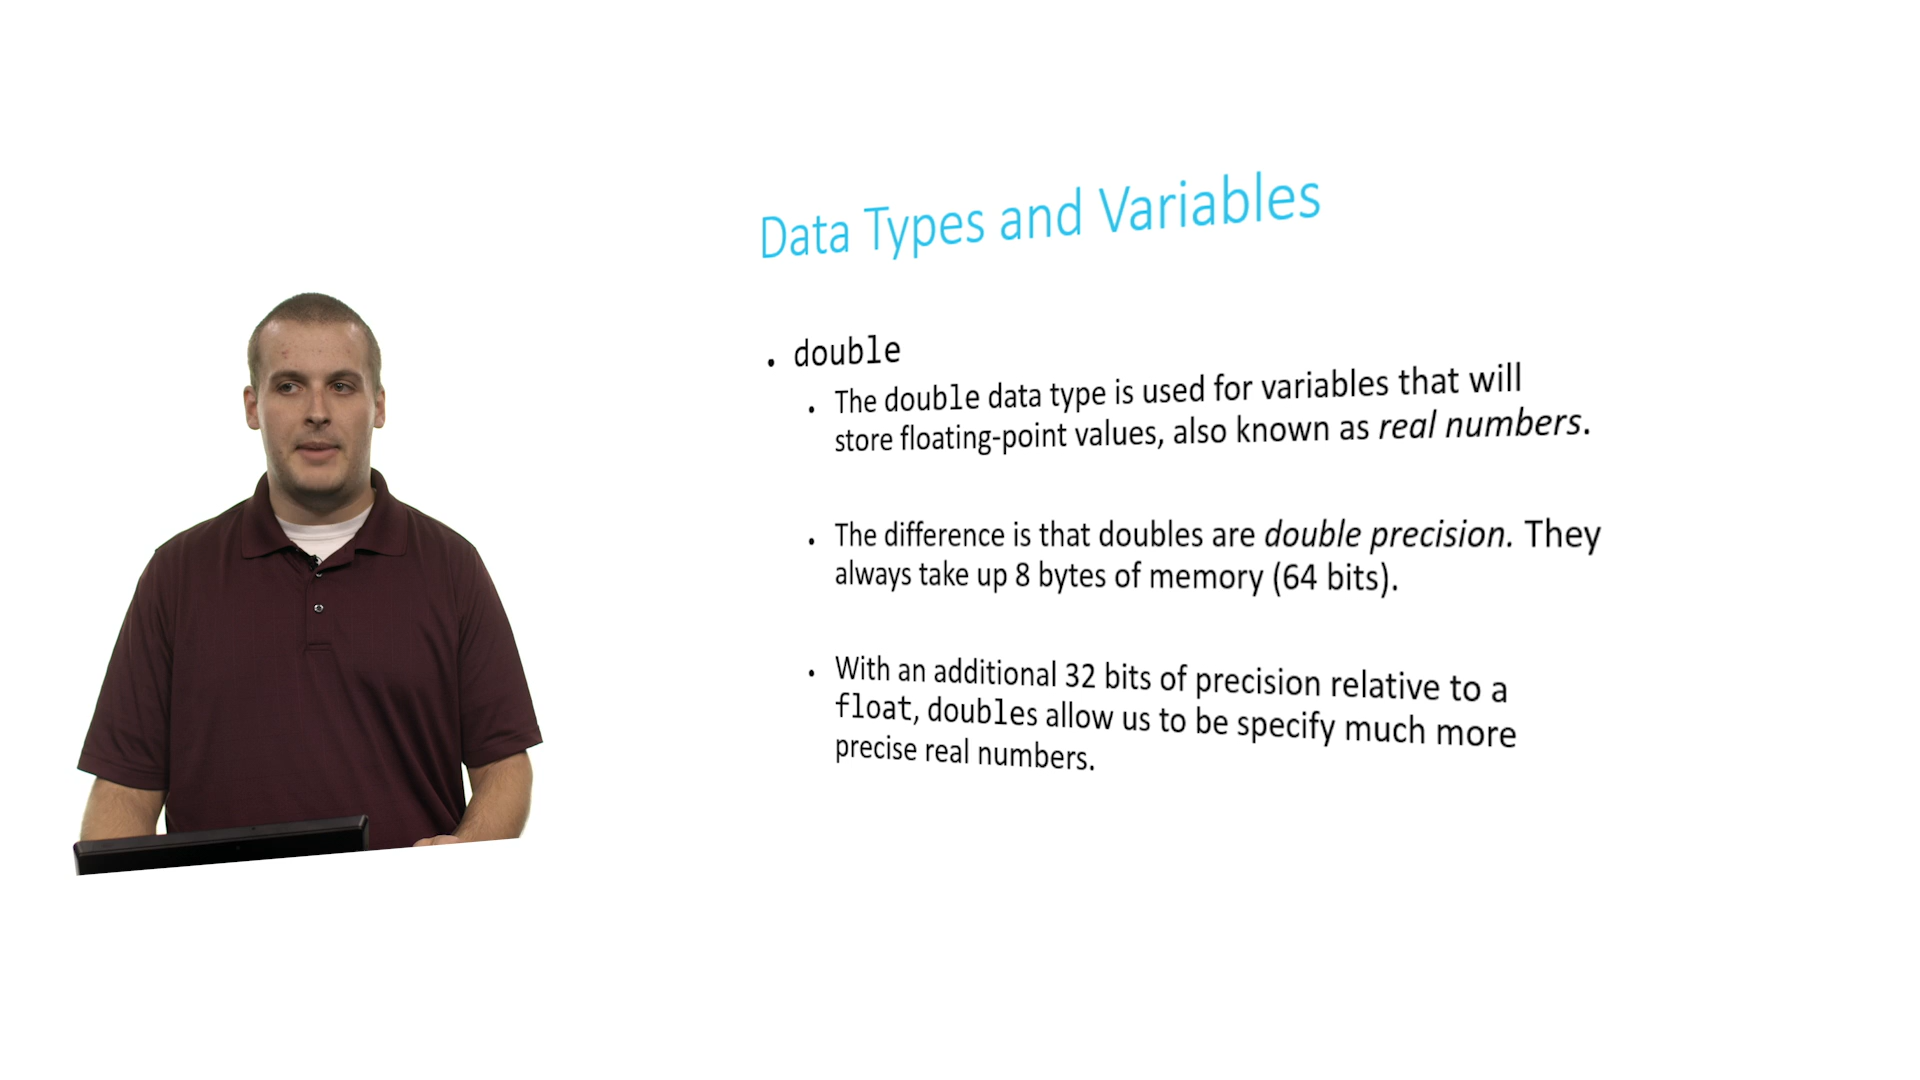 Data Types and Variables
• double
• The double data type is used for variables that will
store floating-point values, also known as real numbers.
• The difference is that doubles are double precision. They
always take up 8 bytes of memory (64 bits).
• With an additional 32 bits of precision relative to a
float, doubles allow us to be specify much more
precise real numbers.